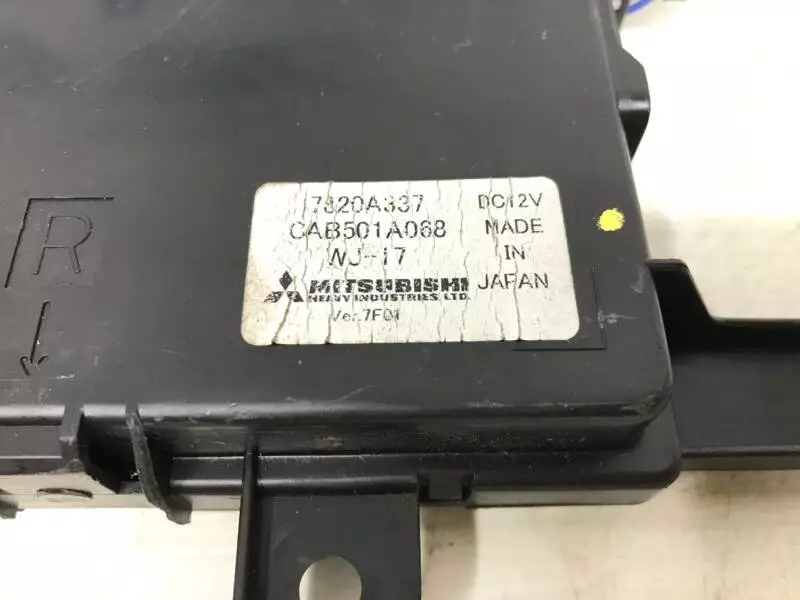 R
7820A337
CAB501A068
WJ-17
MITSUBISHI
HEAVY INDUSTRIES, LTD.
Ver.7F01
DC12V
MADE
IN
JAPAN